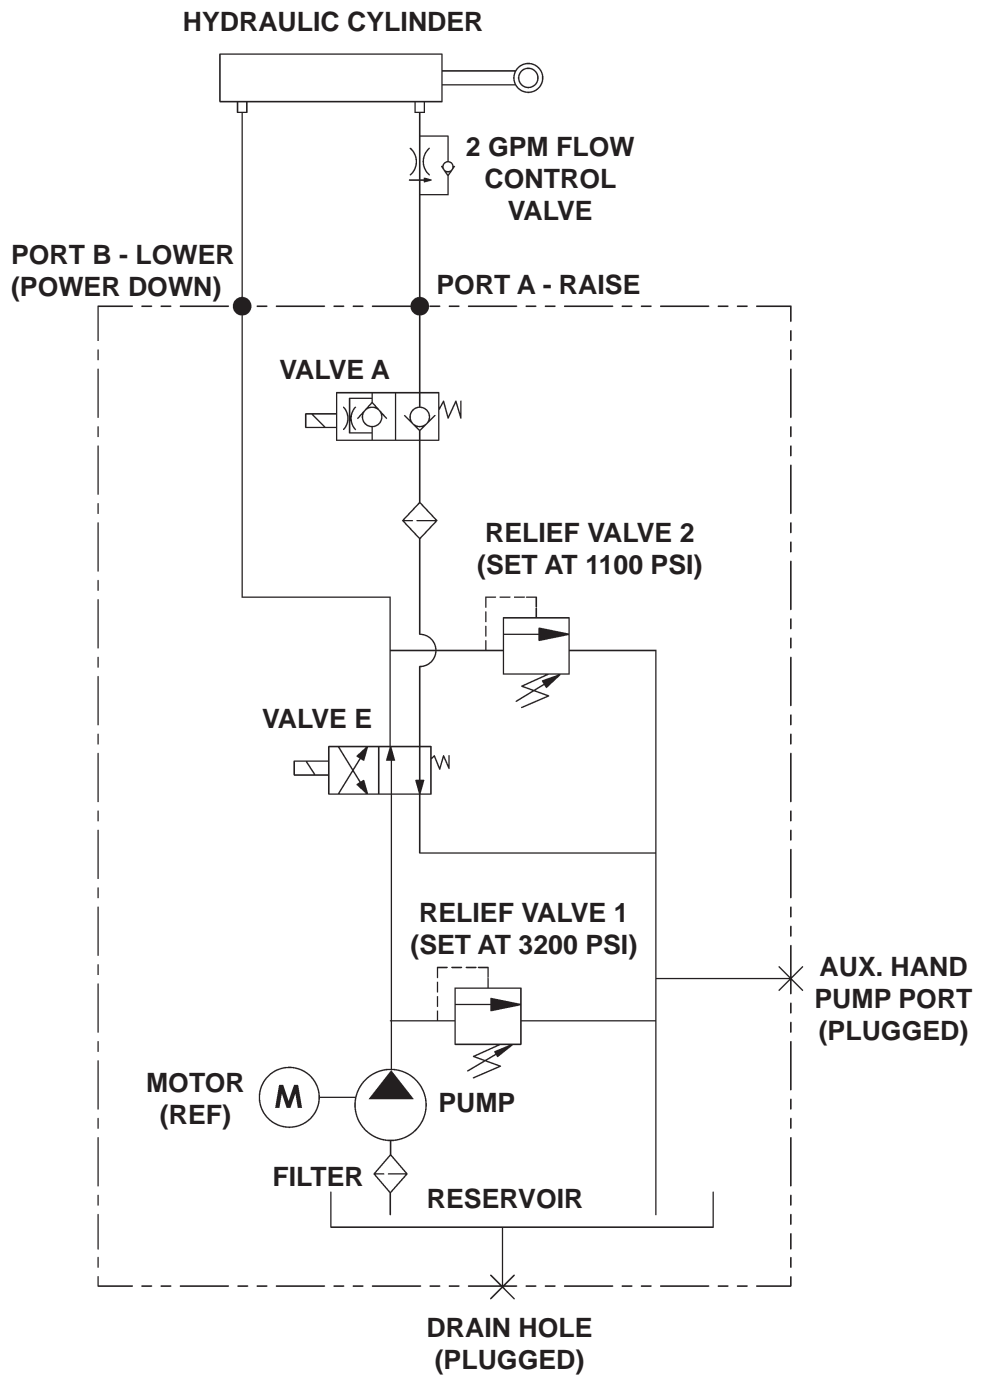 HYDRAULIC CYLINDER
2 GPM FLOW
CONTROL
VALVE
PORT B - LOWER
(POWER DOWN)
PORT A - RAISE
VALVE A
RELIEF VALVE 2
(SET AT 1100 PSI)
VALVE E
RELIEF VALVE 1
(SET AT 3200 PSI)
AUX. HAND
PUMP PORT
(PLUGGED)
MOTOR
(REF)
M
PUMP
FILTER
RESERVOIR
DRAIN HOLE
(PLUGGED)